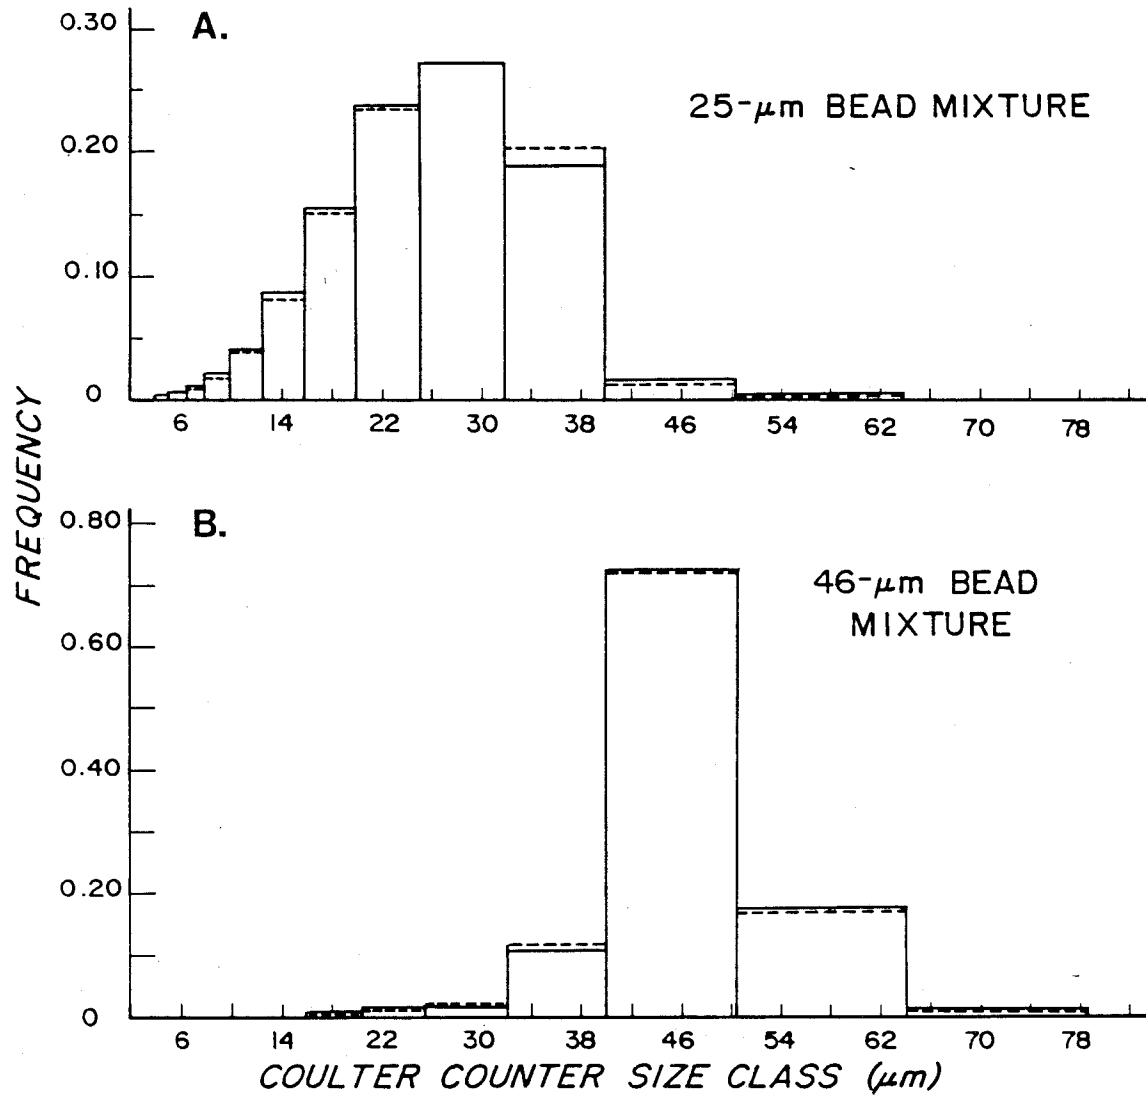 A.
25-μm BEAD MIXTURE
0.30
0.20
0.10
0
6 14 22 30 38 46 54 62 70 78
FREQUENCY
B.
46-μm BEAD
MIXTURE
0.80
0.60
0.40
0.20
0
6 14 22 30 38 46 54 62 70 78
COULTER COUNTER SIZE CLASS (μm)